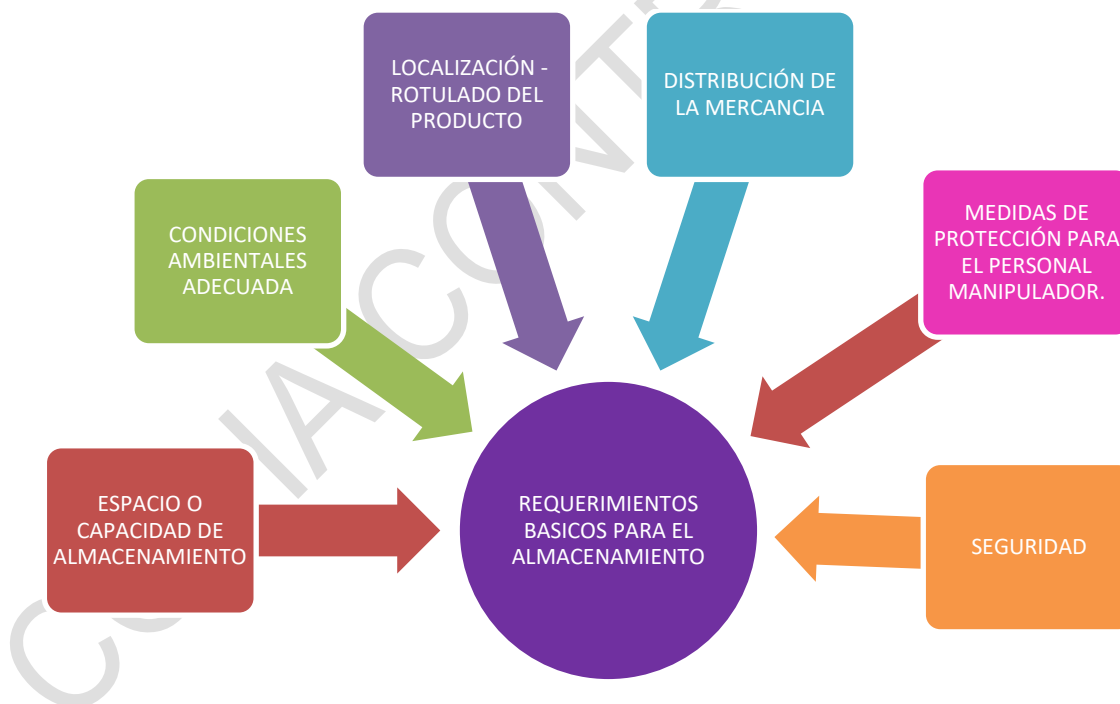 LOCALIZACIÓN -
ROTULADO DEL
PRODUCTO
DISTRIBUCIÓN DE
LA MERCANCIA
CONDICIONES
AMBIENTALES
ADECUADA
MEDIDAS DE
PROTECCIÓN PARA
EL PERSONAL
MANIPULADOR.
ESPACIO O
CAPACIDAD DE
ALMACENAMIENTO
REQUERIMIENTOS
BASICOS PARA EL
ALMACENAMIENTO
SEGURIDAD